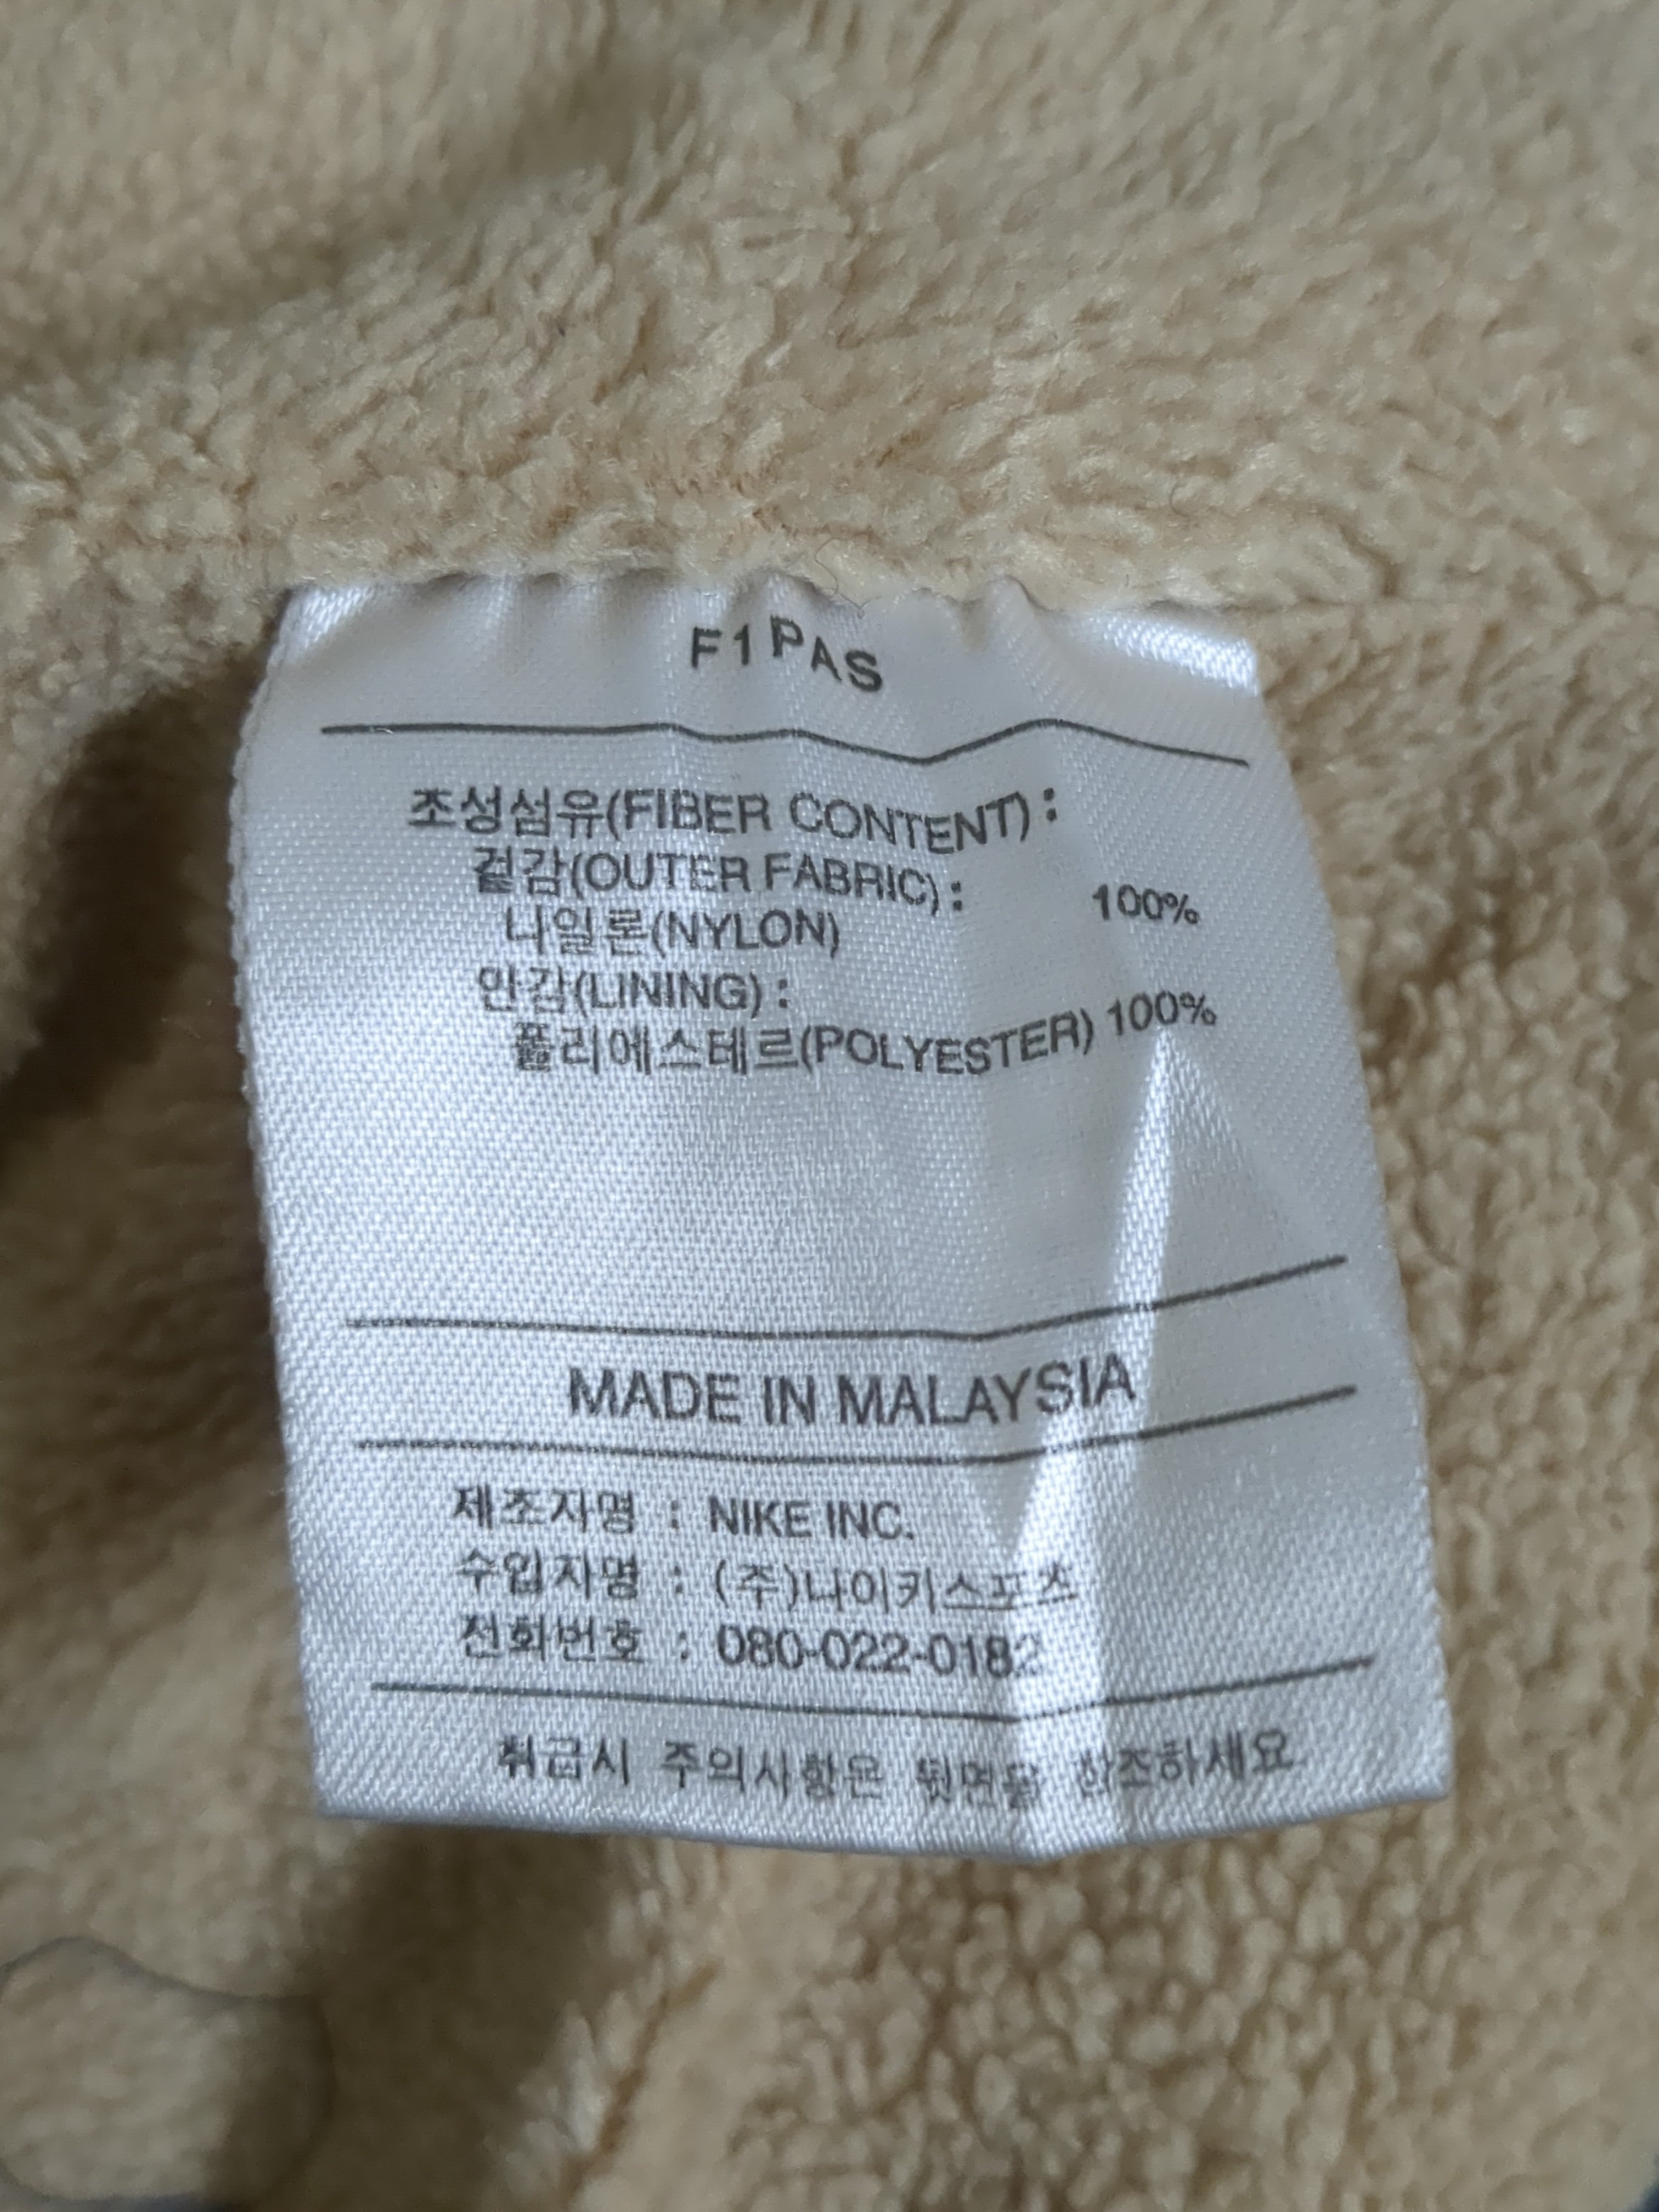 F1PAS
조성섬유(FIBER CONTENT) :
겉감(OUTER FABRIC) :
나일론(NYLON) 100%
안감(LINING) :
폴리에스테르(POLYESTER) 100%
MADE IN MALAYSIA
제조자명 : NIKE INC.
수입자명 : (주)나이키스포츠
전화번호 : 080-022-0182
취급시 주의사항은 뒷면을 참조하세요